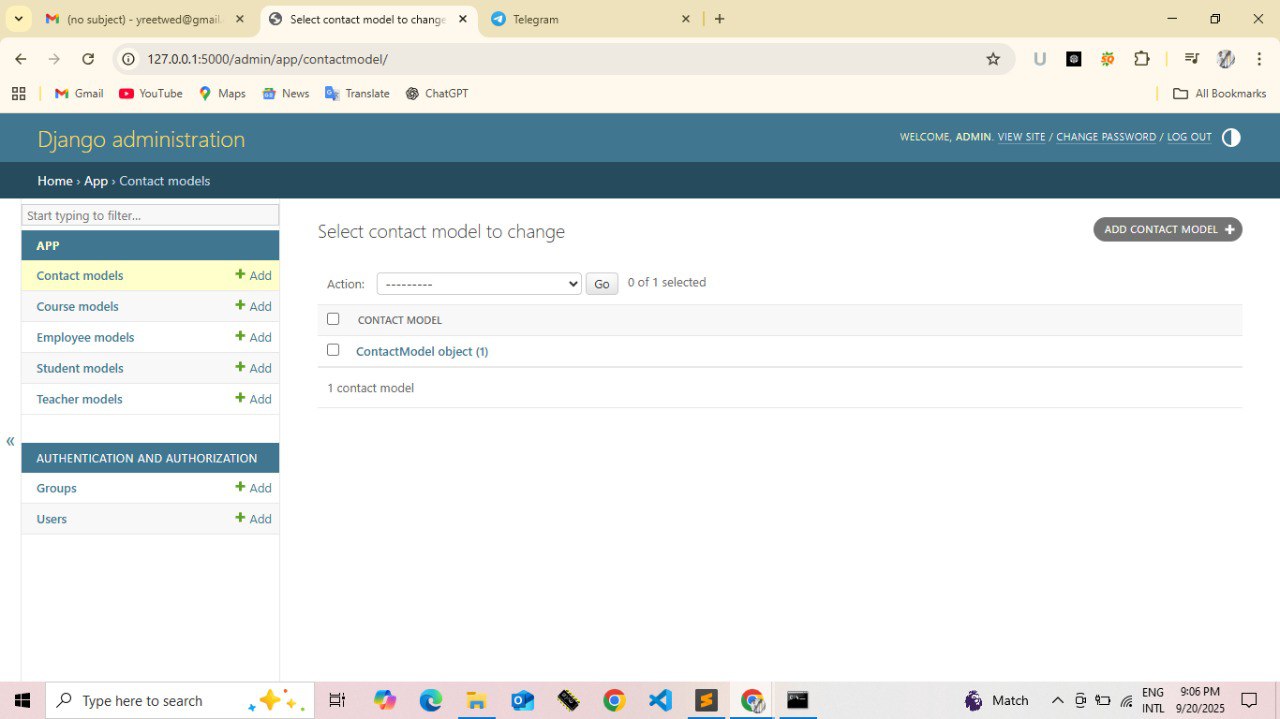 (no subject) - yreetwed@gmail
Select contact model to change
Telegram
127.0.0.1:5000/admin/app/contactmodel/
Gmail
YouTube
Maps
News
Translate
ChatGPT
All Bookmarks
Django administration
WELCOME, ADMIN. VIEW SITE / CHANGE PASSWORD / LOG OUT
Home › App › Contact models
Start typing to filter...
APP
Contact models + Add
Course models + Add
Employee models + Add
Student models + Add
Teacher models + Add
«
AUTHENTICATION AND AUTHORIZATION
Groups + Add
Users + Add
Select contact model to change
ADD CONTACT MODEL +
Action: --------- Go 0 of 1 selected
CONTACT MODEL
ContactModel object (1)
1 contact model
Type here to search
Match
ENG
INTL
9:06 PM
9/20/2025